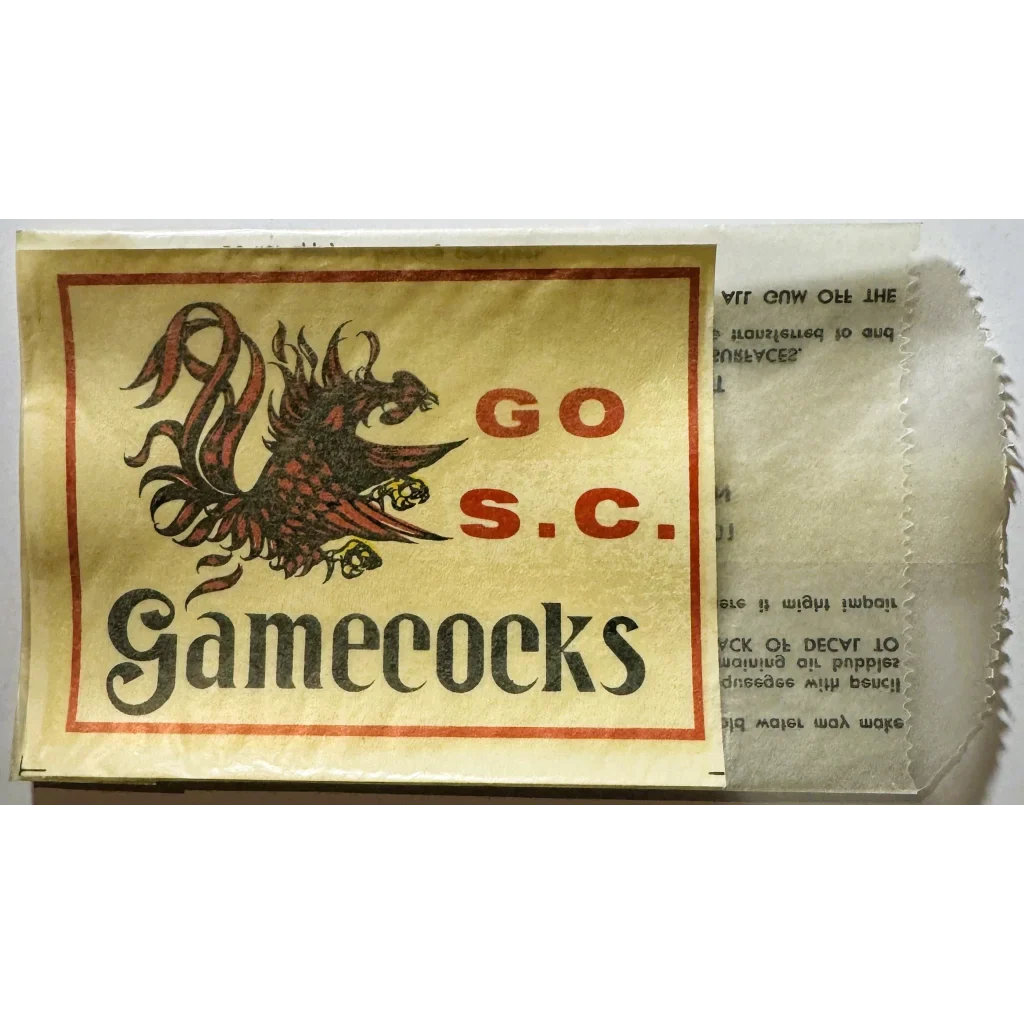 GO
S.C.
Gamecocks
ALL GUM OFF THE
transferred to and
SURFACES.
ere it might impair
ACK OF DECAL TO
maining air bubbles
queegee with pencil
old water may make